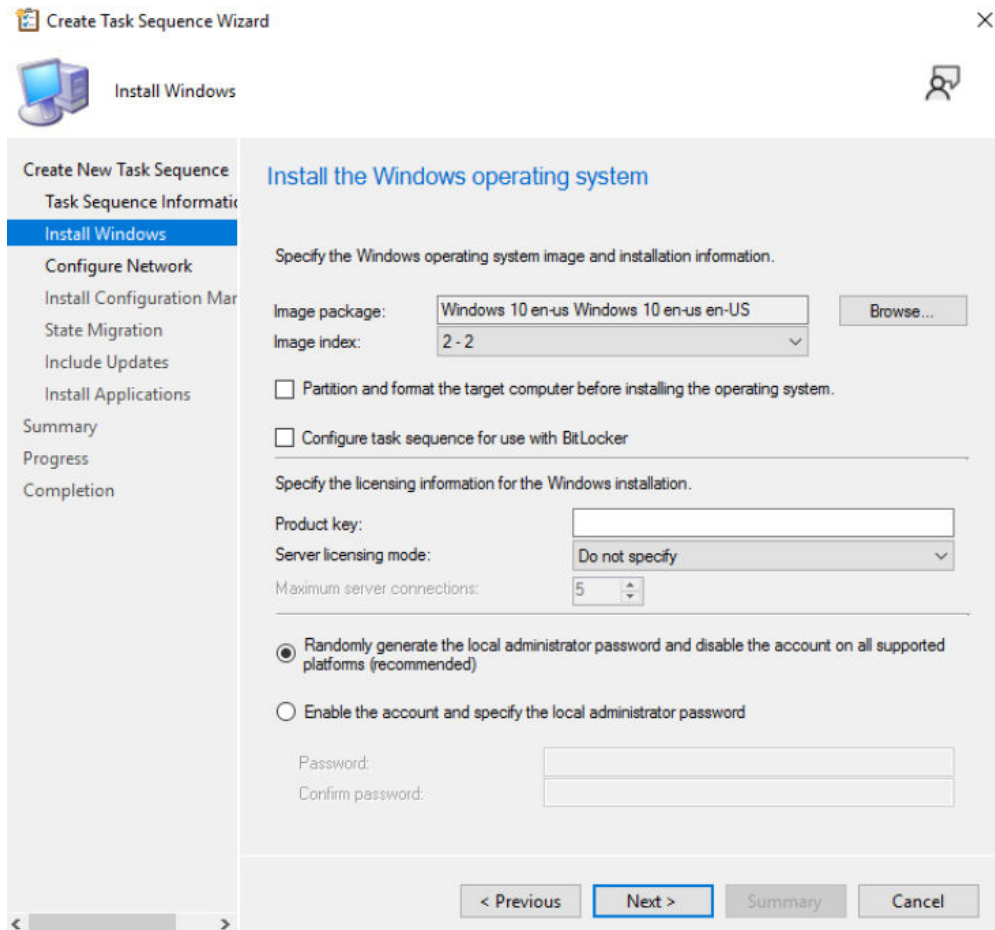 Create Task Sequence Wizard
Install Windows
Create New Task Sequence
Task Sequence Informatic
Install Windows
Configure Network
Install Configuration Mar
State Migration
Include Updates
Install Applications
Summary
Progress
Completion
Install the Windows operating system
Specify the Windows operating system image and installation information.
Image package: Windows 10 en-us Windows 10 en-us en-US Browse...
Image index: 2 - 2
Partition and format the target computer before installing the operating system.
Configure task sequence for use with BitLocker
Specify the licensing information for the Windows installation.
Product key:
Server licensing mode: Do not specify
Maximum server connections: 5
Randomly generate the local administrator password and disable the account on all supported
platforms (recommended)
Enable the account and specify the local administrator password
Password:
Confirm password:
< Previous Next > Summary Cancel